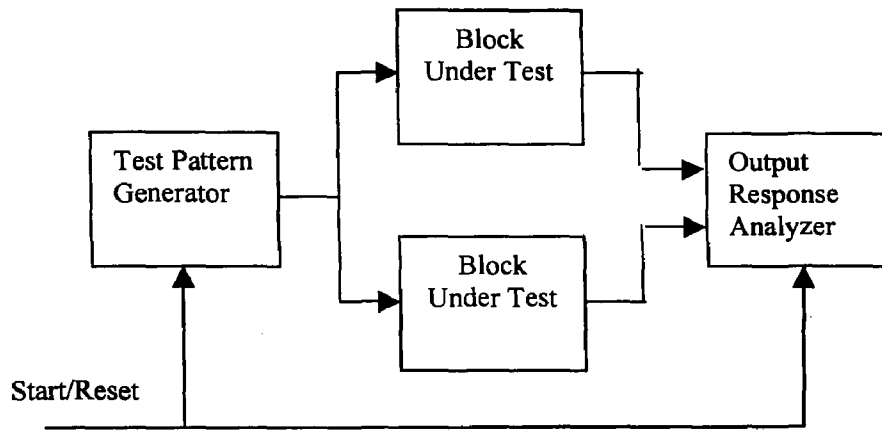 Block
Under Test
Test Pattern
Generator
Output
Response
Analyzer
Block
Under Test
Start/Reset